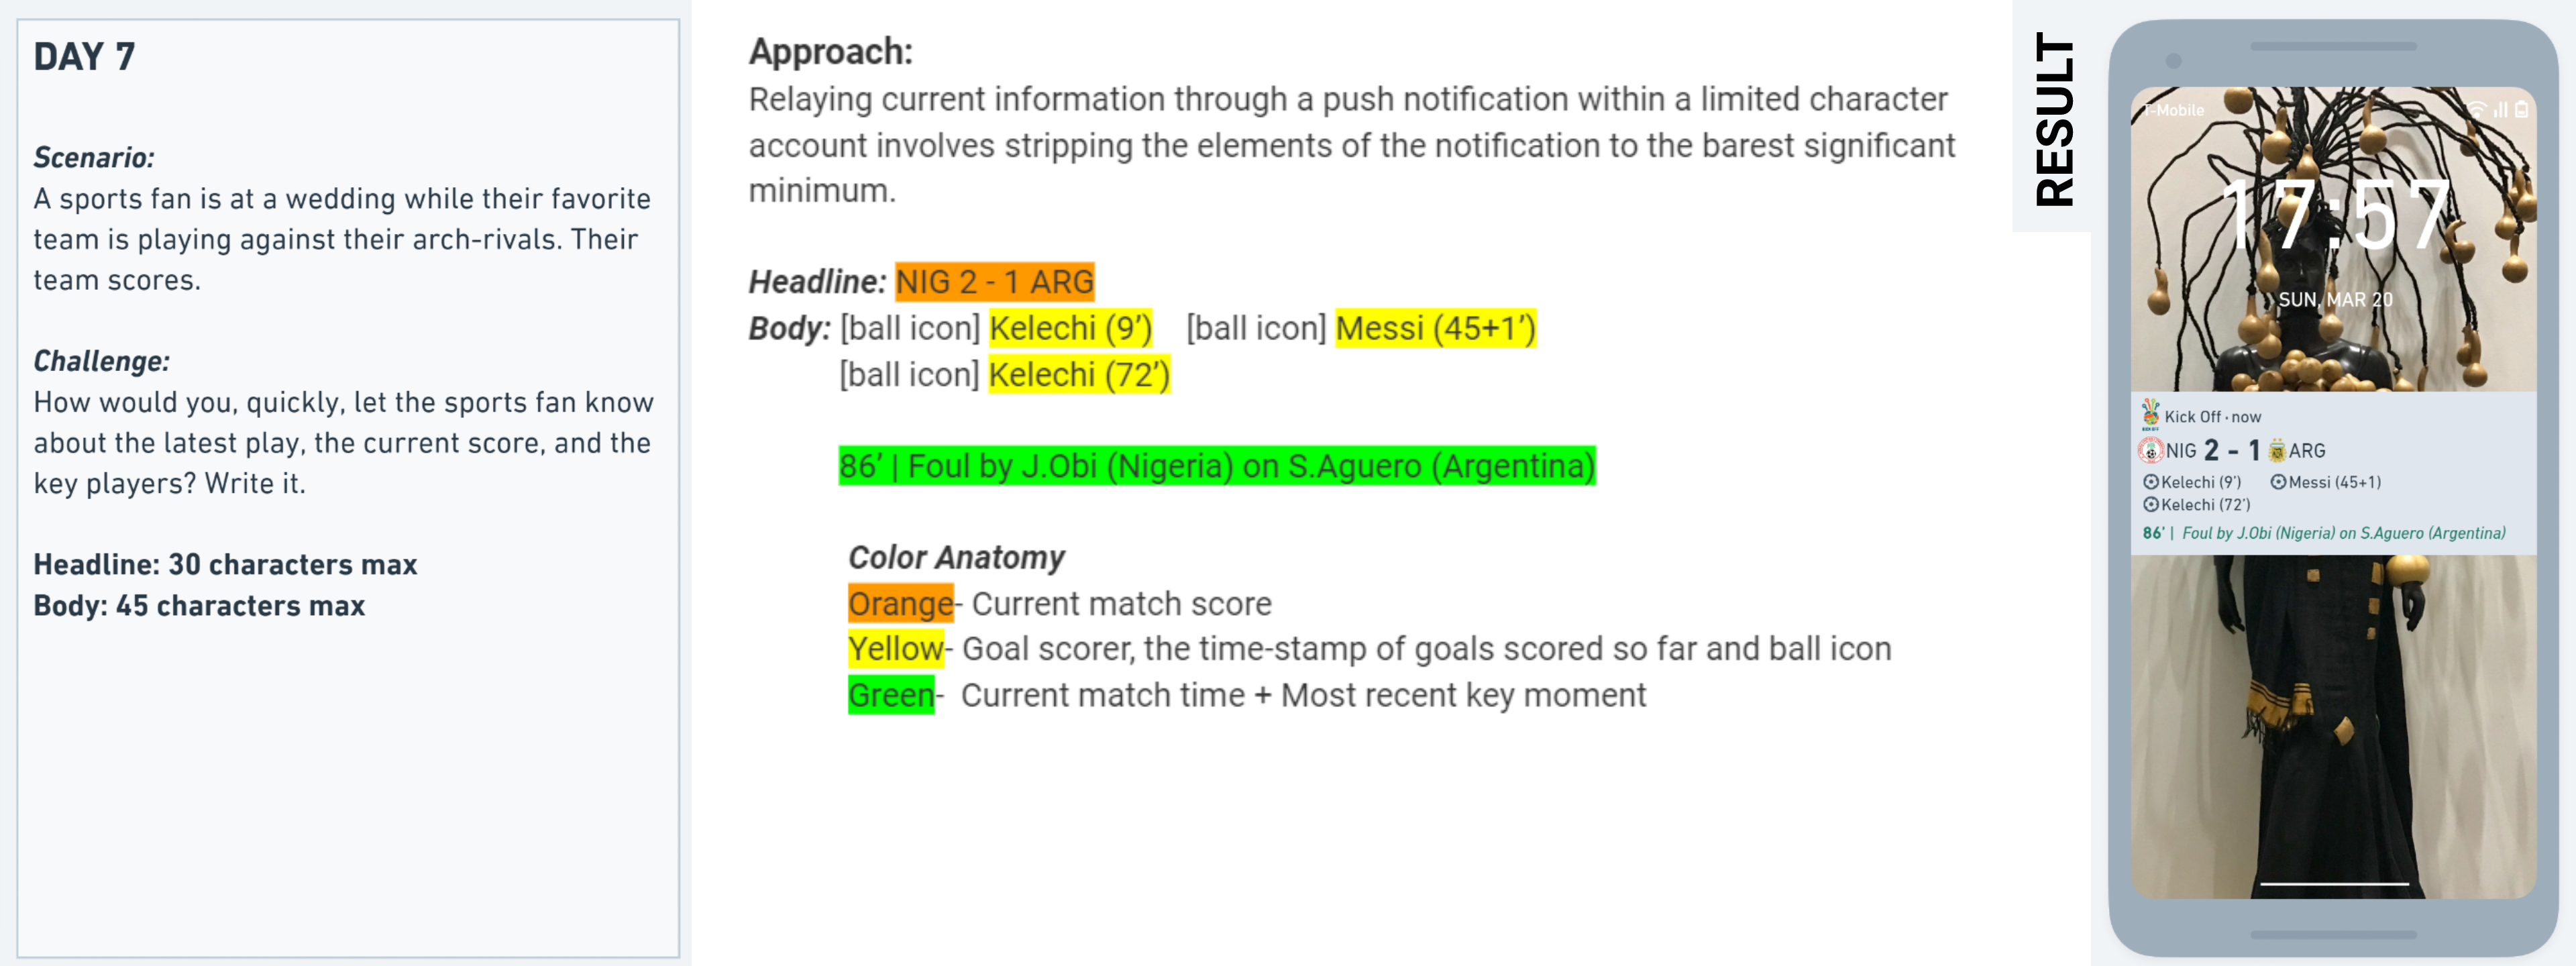 DAY 7
Scenario:
A sports fan is at a wedding while their favorite
team is playing against their arch-rivals. Their
team scores.
Challenge:
How would you, quickly, let the sports fan know
about the latest play, the current score, and the
key players? Write it.
Headline: 30 characters max
Body: 45 characters max
Approach:
Relaying current information through a push notification within a limited character
account involves stripping the elements of the notification to the barest significant
minimum.
Headline: NIG 2 - 1 ARG
Body: [ball icon] Kelechi (9’) [ball icon] Messi (45+1’)
[ball icon] Kelechi (72’)
86’ | Foul by J.Obi (Nigeria) on S.Aguero (Argentina)
Color Anatomy
Orange- Current match score
Yellow- Goal scorer, the time-stamp of goals scored so far and ball icon
Green- Current match time + Most recent key moment
RESULT
T-Mobile
17:57
SUN, MAR 20
Kick Off · now
NIG 2 - 1 ARG
Kelechi (9') Messi (45+1)
Kelechi (72')
86' | Foul by J.Obi (Nigeria) on S.Aguero (Argentina)